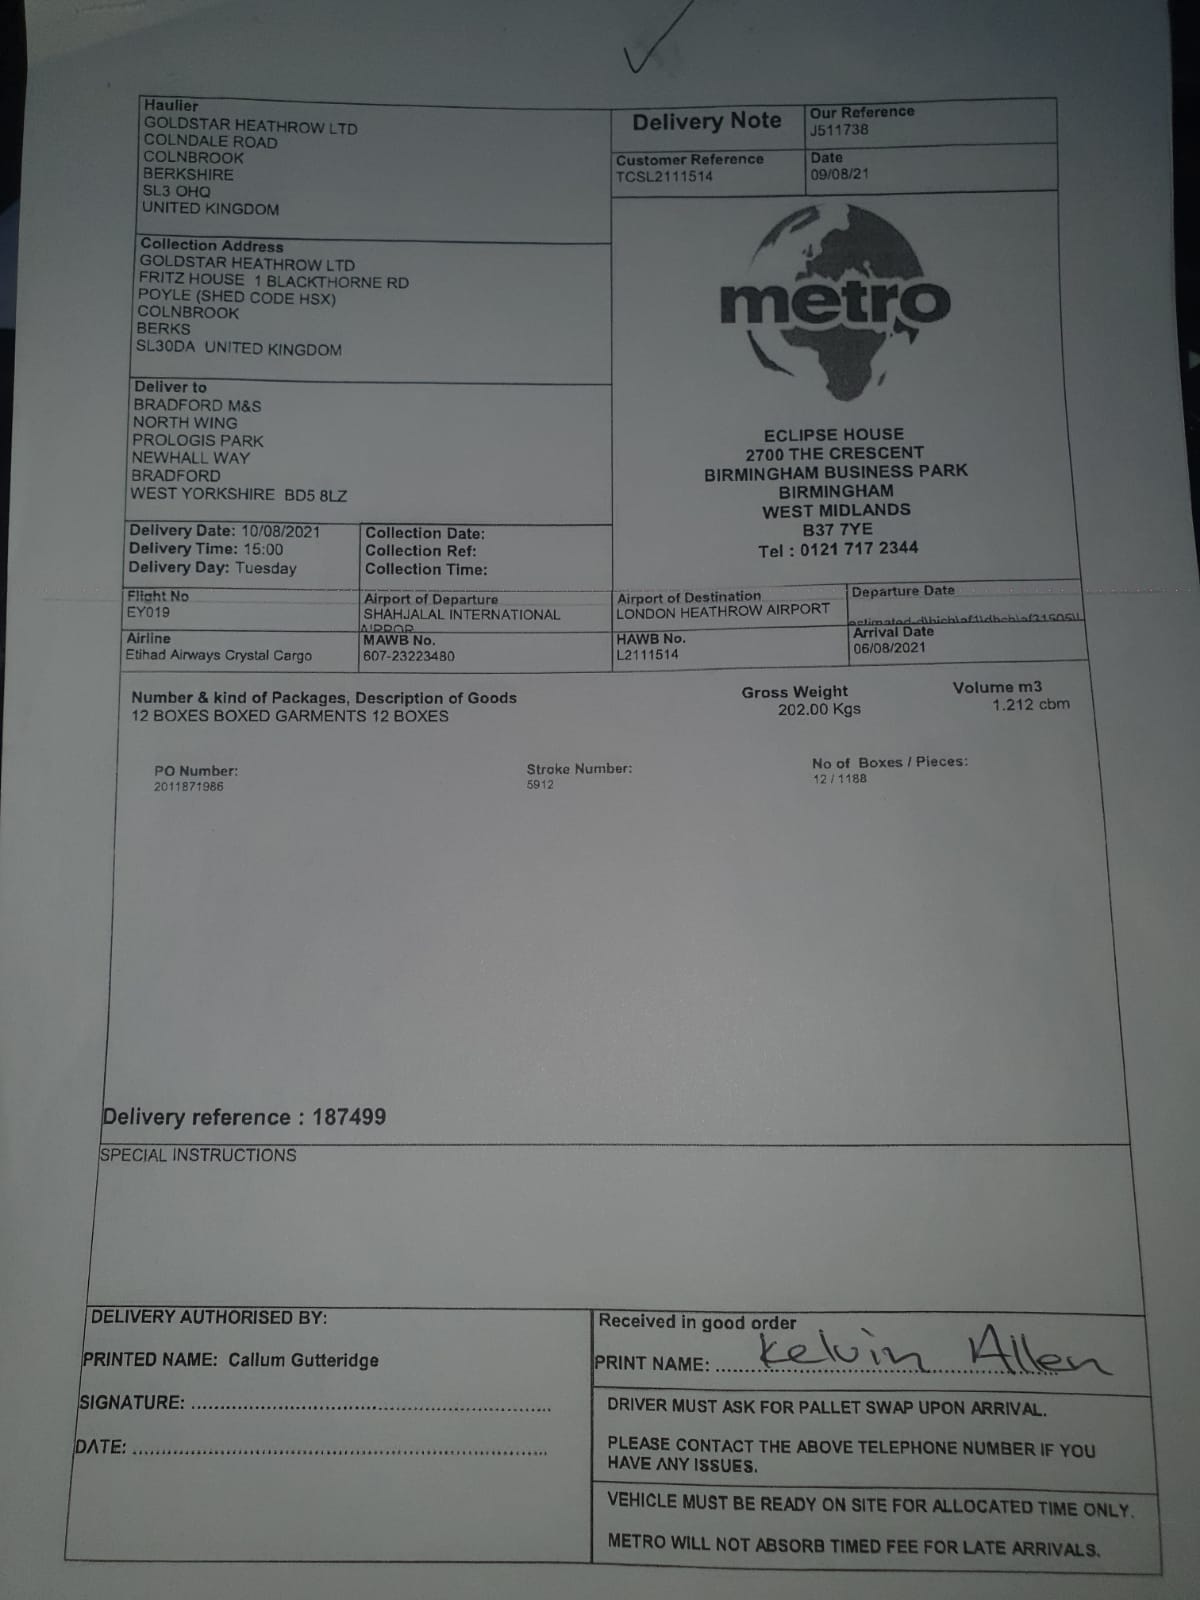 Haulier
GOLDSTAR HEATHROW LTD
COLNDALE ROAD
COLNBROOK
BERKSHIRE
SL3 OHQ
UNITED KINGDOM
Delivery Note
Our Reference
J511738
Customer Reference
TCSL2111514
Date
09/08/21
Collection Address
GOLDSTAR HEATHROW LTD
FRITZ HOUSE 1 BLACKTHORNE RD
POYLE (SHED CODE HSX)
COLNBROOK
BERKS
SL30DA UNITED KINGDOM
metro
Deliver to
BRADFORD M&S
NORTH WING
PROLOGIS PARK
NEWHALL WAY
BRADFORD
WEST YORKSHIRE BD5 8LZ
ECLIPSE HOUSE
2700 THE CRESCENT
BIRMINGHAM BUSINESS PARK
BIRMINGHAM
WEST MIDLANDS
B37 7YE
Tel : 0121 717 2344
Delivery Date: 10/08/2021
Delivery Time: 15:00
Delivery Day: Tuesday
Collection Date:
Collection Ref:
Collection Time:
Flight No
EY019
Airport of Departure
SHAHJALAL INTERNATIONAL
Airport of Destination
LONDON HEATHROW AIRPORT
Departure Date
Airline
Etihad Airways Crystal Cargo
MAWB No.
607-23223480
HAWB No.
L2111514
Arrival Date
06/08/2021
Number & kind of Packages, Description of Goods
12 BOXES BOXED GARMENTS 12 BOXES
Gross Weight
202.00 Kgs
Volume m3
1.212 cbm
PO Number:
2011871986
Stroke Number:
5912
No of Boxes / Pieces:
12 / 1188
Delivery reference : 187499
SPECIAL INSTRUCTIONS
DELIVERY AUTHORISED BY:
PRINTED NAME: Callum Gutteridge
SIGNATURE:
DATE:
Received in good order
PRINT NAME: Kelvin Allen
DRIVER MUST ASK FOR PALLET SWAP UPON ARRIVAL.
PLEASE CONTACT THE ABOVE TELEPHONE NUMBER IF YOU
HAVE ANY ISSUES.
VEHICLE MUST BE READY ON SITE FOR ALLOCATED TIME ONLY.
METRO WILL NOT ABSORB TIMED FEE FOR LATE ARRIVALS.